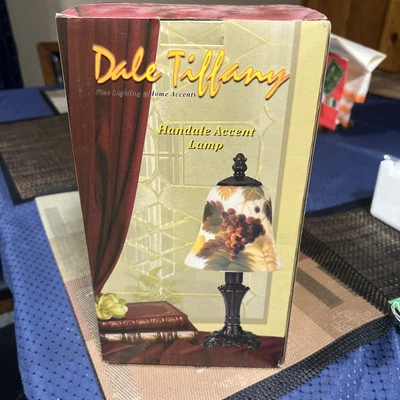 Dale Tiffany
Fine Lighting & Home Accents
Handale Accent
Lamp